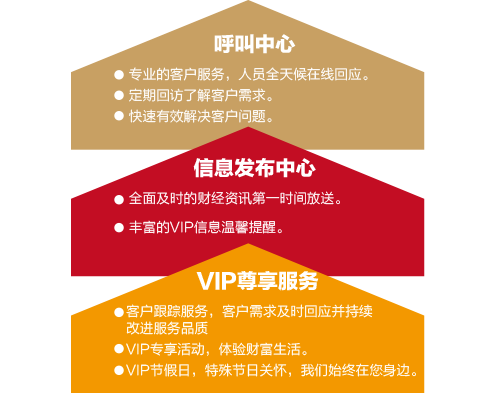 呼叫中心
● 专业的客户服务，人员全天候在线回应。
● 定期回访了解客户需求。
● 快速有效解决客户问题。
信息发布中心
● 全面及时的财经资讯第一时间放送。
● 丰富的VIP信息温馨提醒。
VIP尊享服务
● 客户跟踪服务，客户需求及时回应并持续
改进服务品质
● VIP专享活动，体验财富生活。
● VIP节假日，特殊节日关怀，我们始终在您身边。